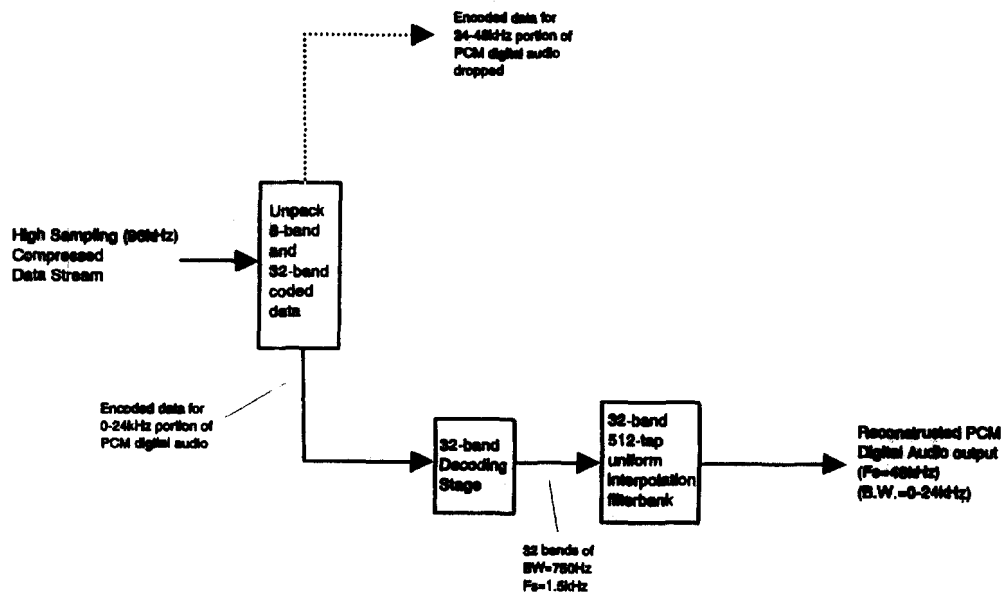 Encoded data for
24-48kHz portion of
PCM digital audio
dropped
Unpack
8-band
and
32-band
coded
data
High Sampling (96kHz)
Compressed
Data Stream
Encoded data for
0-24kHz portion of
PCM digital audio
32-band
Decoding
Stage
32-band
512-tap
uniform
interpolation
filterbank
Reconstrusted PCM
Digital Audio output
(Fs=48kHz)
(B.W.=0-24kHz)
32 bands of
BW=750Hz
Fs=1.5kHz